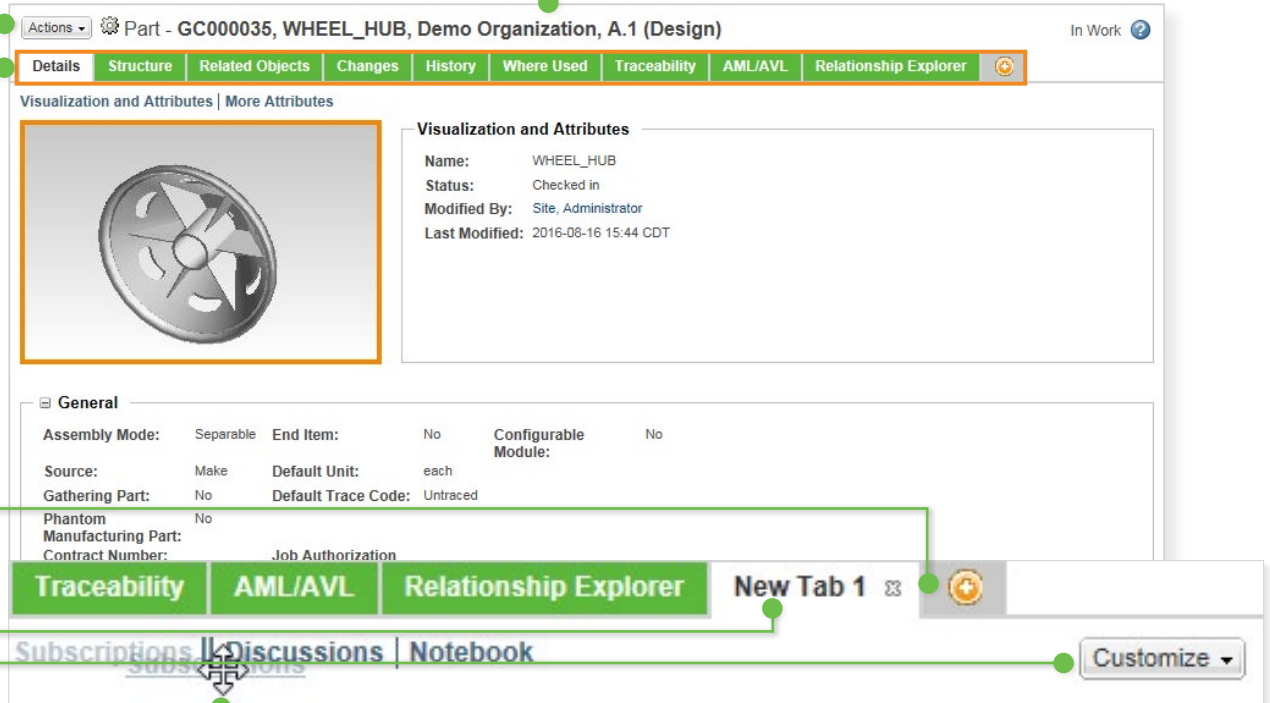 Actions Part - GC000035, WHEEL_HUB, Demo Organization, A.1 (Design) In Work
Details Structure Related Objects Changes History Where Used Traceability AML/AVL Relationship Explorer
Visualization and Attributes | More Attributes
Visualization and Attributes
Name: WHEEL_HUB
Status: Checked in
Modified By: Site, Administrator
Last Modified: 2016-08-16 15:44 CDT
General
Assembly Mode: Separable End Item: No Configurable Module: No
Source: Make Default Unit: each
Gathering Part: No Default Trace Code: Untraced
Phantom Manufacturing Part: No
Contract Number: Job Authorization
Traceability AML/AVL Relationship Explorer New Tab 1
Subscriptions | Discussions | Notebook Customize
Subscriptions